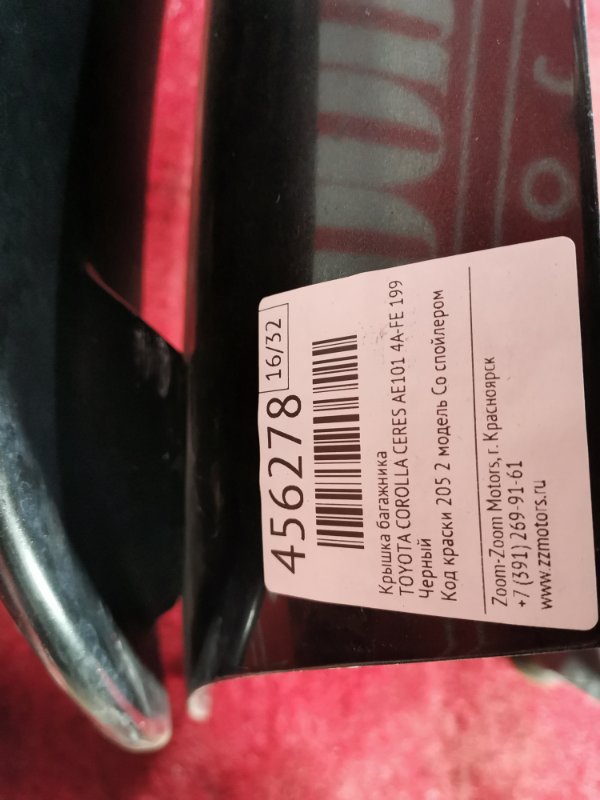 456278 16/32
Крышка багажника
TOYOTA COROLLA CERES AE101 4A-FE 199
Черный
Код краски 205 2 модель Со спойлером
Zoom-Zoom Motors, г. Красноярск
+7 (391) 269-91-61
www.zzmotors.ru